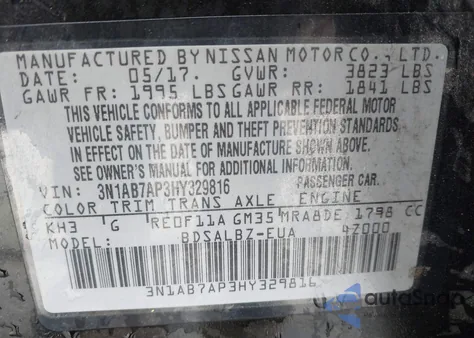 MANUFACTURED BY NISSAN MOTOR CO., LTD.
DATE: 05/17. GVWR: 3823 LBS
GAWR FR: 1995 LBS GAWR RR: 1841 LBS
THIS VEHICLE CONFORMS TO ALL APPLICABLE FEDERAL MOTOR
VEHICLE SAFETY, BUMPER AND THEFT PREVENTION STANDARDS
IN EFFECT ON THE DATE OF MANUFACTURE SHOWN ABOVE.
SEE OWNER'S MANUAL FOR ADDITIONAL INFORMATION.
VIN: 3N1AB7AP3HY329816 PASSENGER CAR.
COLOR TRIM TRANS AXLE ENGINE
KH3 G RE0F11A GM35 MRA8DE 1798 CC
MODEL: BDSALBZ-EUA 4Z000
3N1AB7AP3HY329816
autoSnap